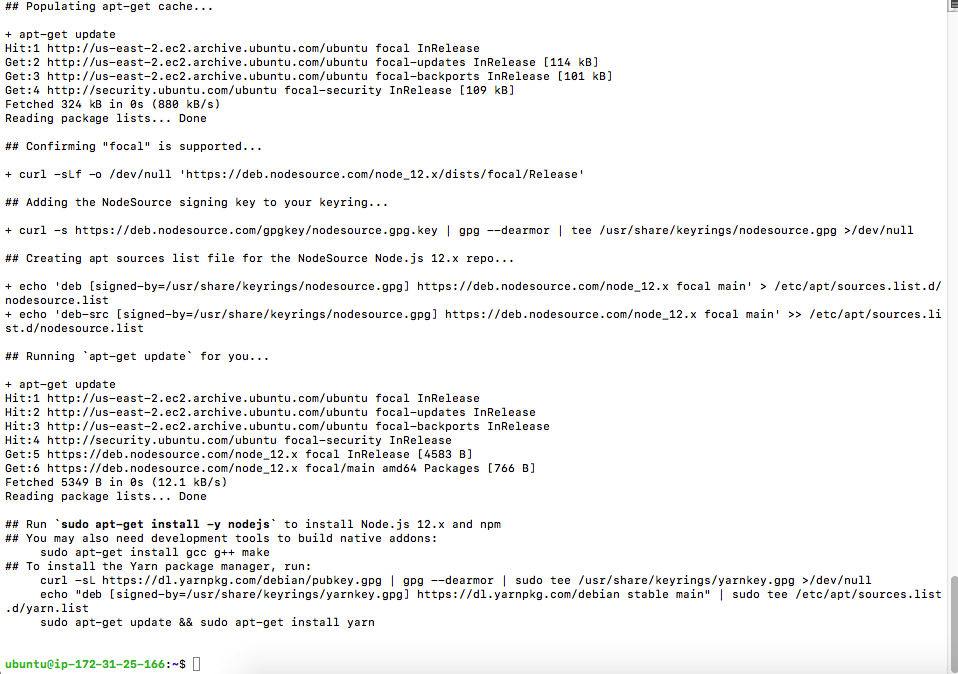 ## Populating apt-get cache...
+ apt-get update
Hit:1 http://us-east-2.ec2.archive.ubuntu.com/ubuntu focal InRelease
Get:2 http://us-east-2.ec2.archive.ubuntu.com/ubuntu focal-updates InRelease [114 kB]
Get:3 http://us-east-2.ec2.archive.ubuntu.com/ubuntu focal-backports InRelease [101 kB]
Get:4 http://security.ubuntu.com/ubuntu focal-security InRelease [109 kB]
Fetched 324 kB in 0s (880 kB/s)
Reading package lists... Done
## Confirming "focal" is supported...
+ curl -sLf -o /dev/null 'https://deb.nodesource.com/node_12.x/dists/focal/Release'
## Adding the NodeSource signing key to your keyring...
+ curl -s https://deb.nodesource.com/gpgkey/nodesource.gpg.key | gpg --dearmor | tee /usr/share/keyrings/nodesource.gpg >/dev/null
## Creating apt sources list file for the NodeSource Node.js 12.x repo...
+ echo 'deb [signed-by=/usr/share/keyrings/nodesource.gpg] https://deb.nodesource.com/node_12.x focal main' > /etc/apt/sources.list.d/
nodesource.list
+ echo 'deb-src [signed-by=/usr/share/keyrings/nodesource.gpg] https://deb.nodesource.com/node_12.x focal main' >> /etc/apt/sources.li
st.d/nodesource.list
## Running `apt-get update` for you...
+ apt-get update
Hit:1 http://us-east-2.ec2.archive.ubuntu.com/ubuntu focal InRelease
Hit:2 http://us-east-2.ec2.archive.ubuntu.com/ubuntu focal-updates InRelease
Hit:3 http://us-east-2.ec2.archive.ubuntu.com/ubuntu focal-backports InRelease
Hit:4 http://security.ubuntu.com/ubuntu focal-security InRelease
Get:5 https://deb.nodesource.com/node_12.x focal InRelease [4583 B]
Get:6 https://deb.nodesource.com/node_12.x focal/main amd64 Packages [766 B]
Fetched 5349 B in 0s (12.1 kB/s)
Reading package lists... Done
## Run `sudo apt-get install -y nodejs` to install Node.js 12.x and npm
## You may also need development tools to build native addons:
sudo apt-get install gcc g++ make
## To install the Yarn package manager, run:
curl -sL https://dl.yarnpkg.com/debian/pubkey.gpg | gpg --dearmor | sudo tee /usr/share/keyrings/yarnkey.gpg >/dev/null
echo "deb [signed-by=/usr/share/keyrings/yarnkey.gpg] https://dl.yarnpkg.com/debian stable main" | sudo tee /etc/apt/sources.list
.d/yarn.list
sudo apt-get update && sudo apt-get install yarn
ubuntu@ip-172-31-25-166:~$